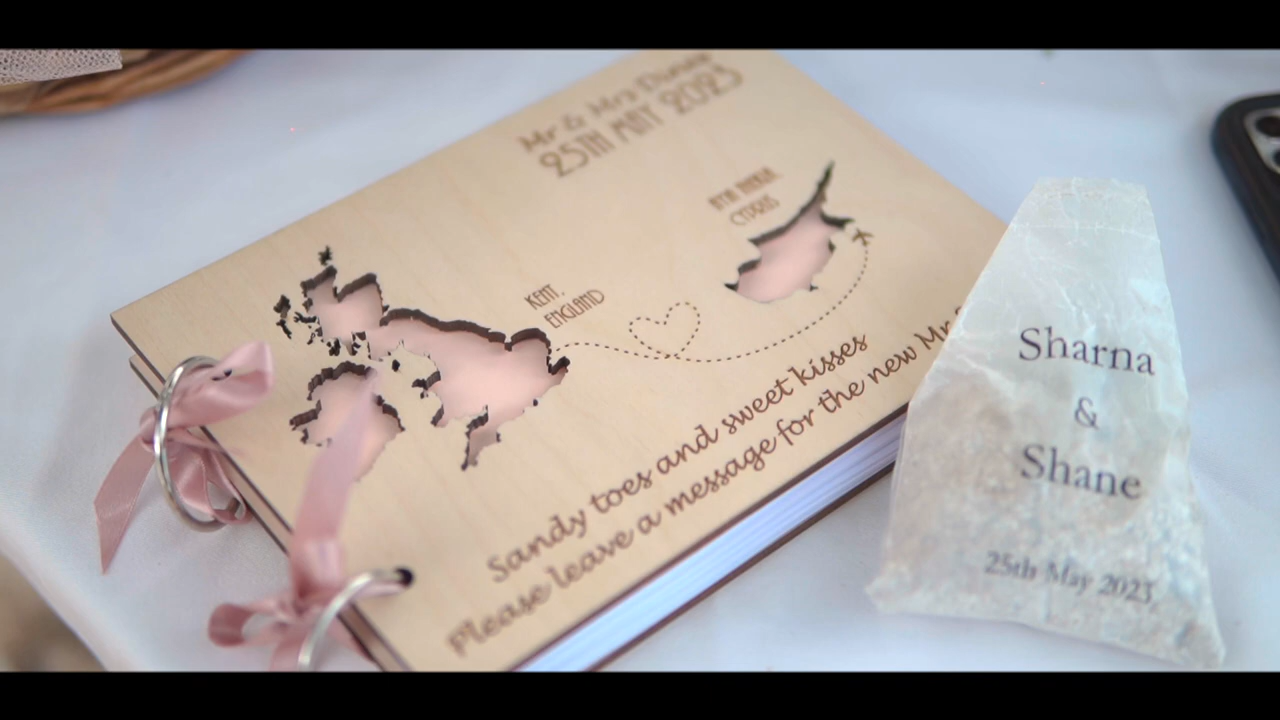 Mr & Mrs
25TH MAY 2023
CYPRUS
KENT,
ENGLAND
Sandy toes and sweet kisses
Please leave a message for the new Mr
Sharna
&
Shane
25th May 2023